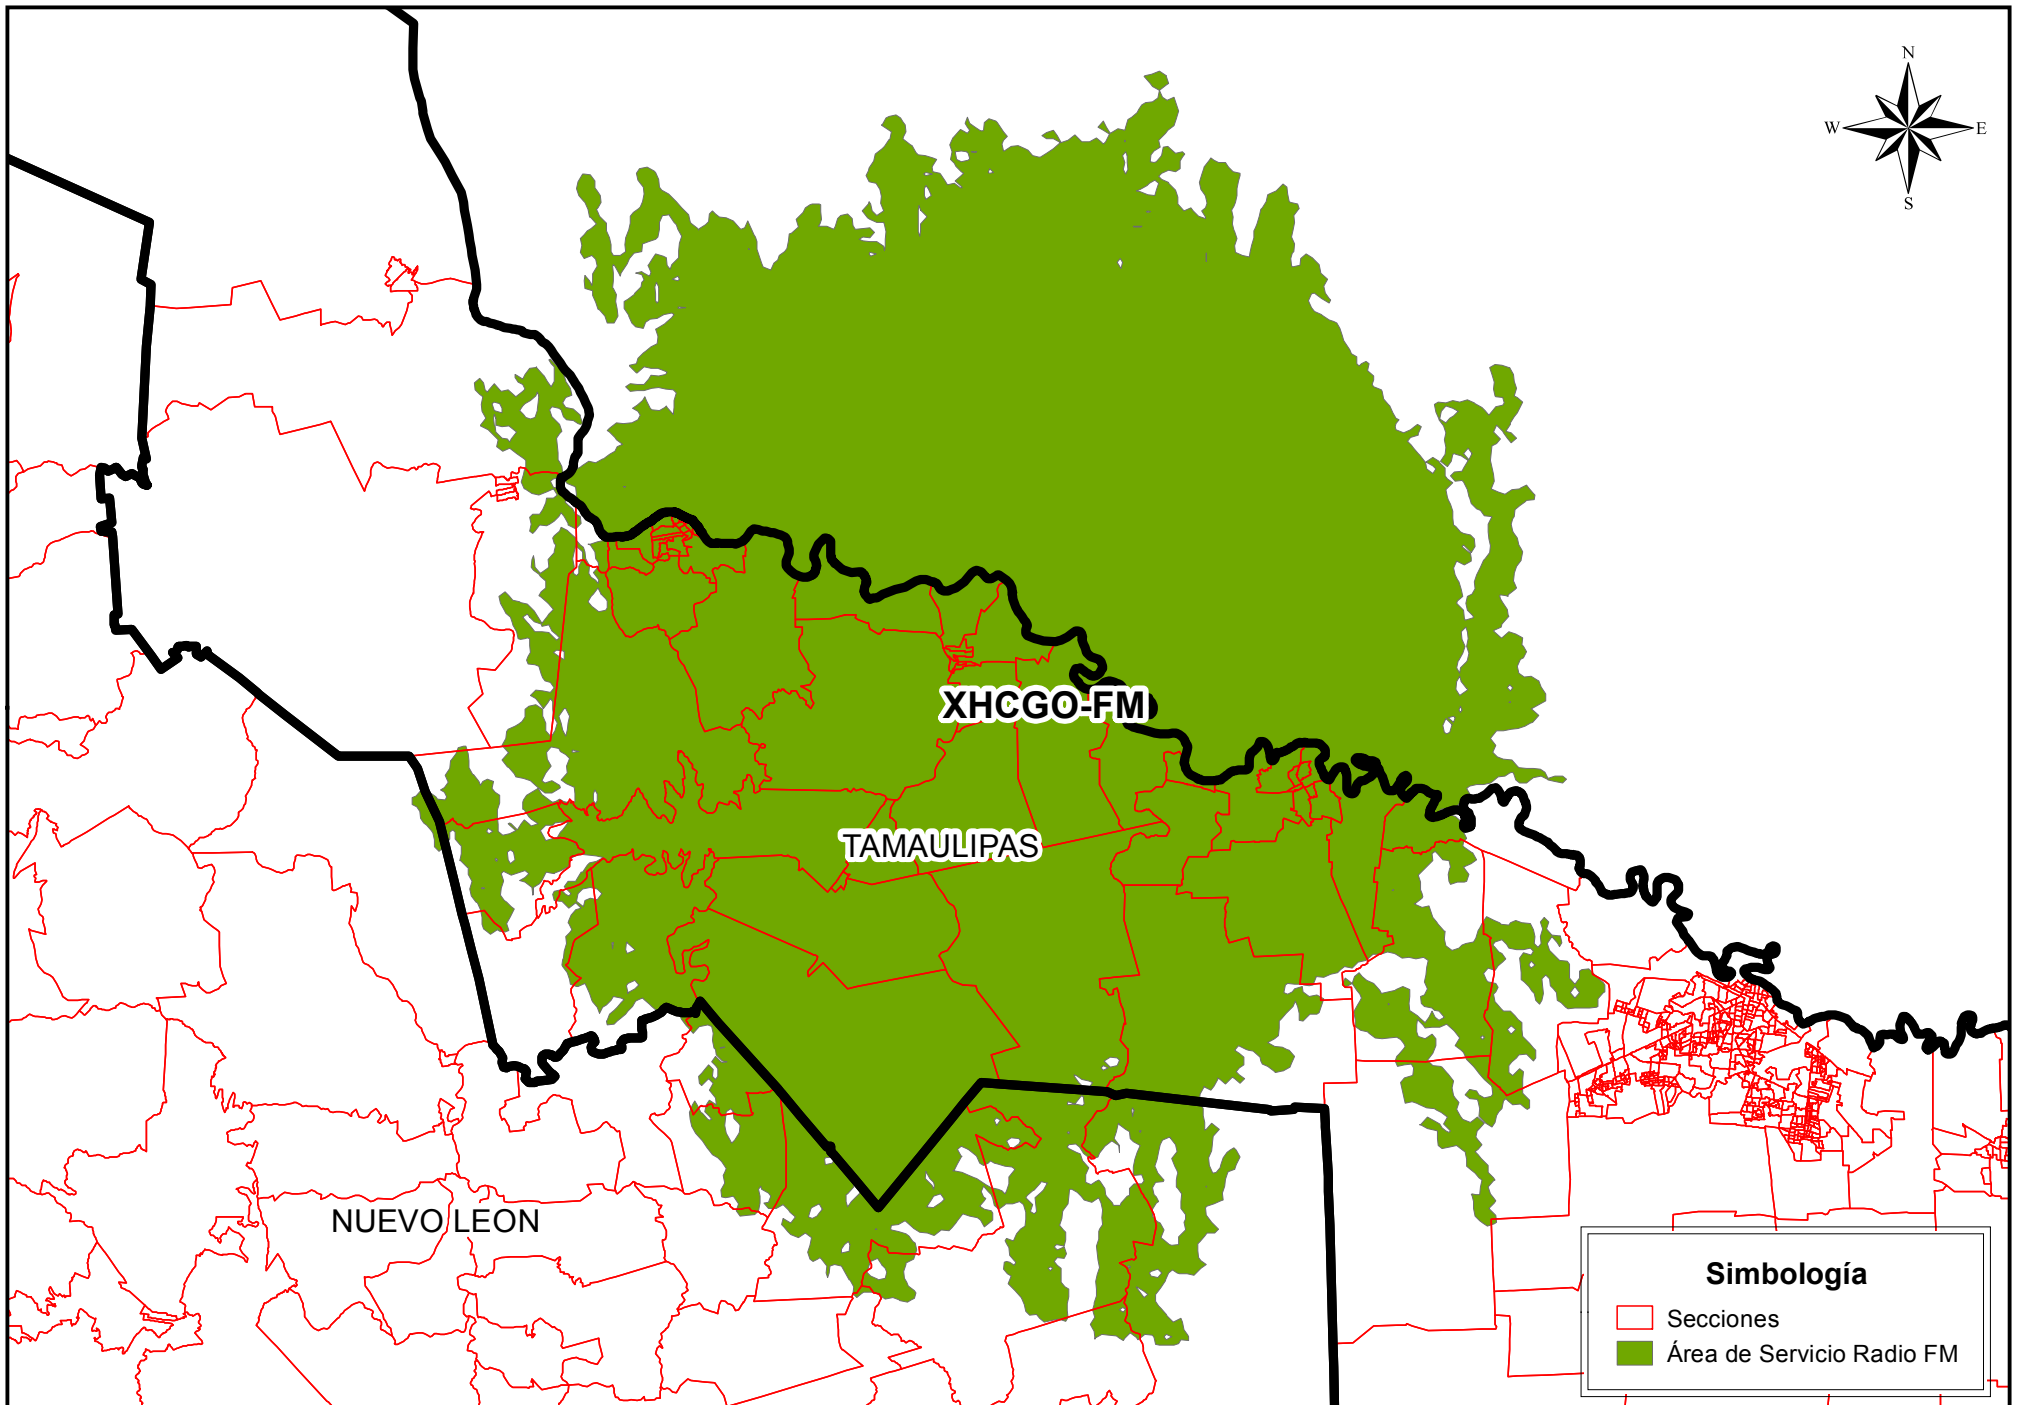 N
W E
S
XHCGO-FM
TAMAULIPAS
NUEVO LEON
Simbología
Secciones
Área de Servicio Radio FM